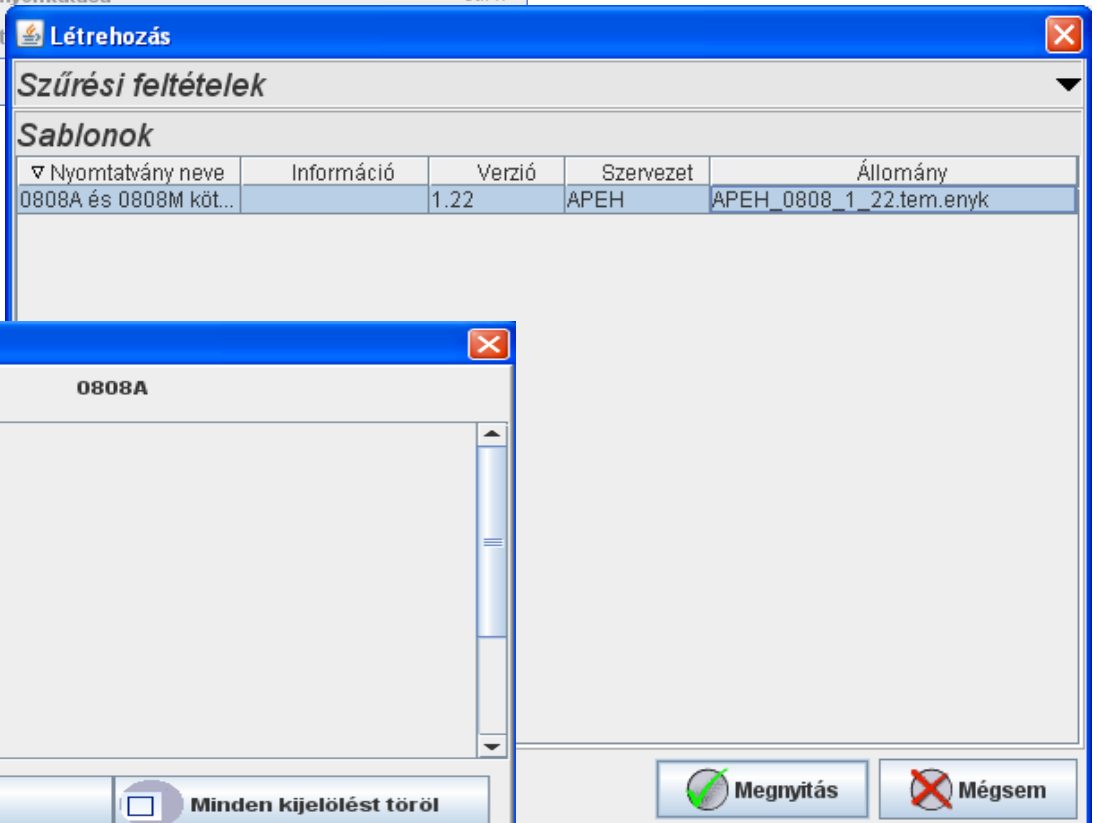 Létrehozás
Szűrési feltételek
Sablonok
Nyomtatvány neve Információ Verzió Szervezet Állomány
0808A és 0808M köt... 1.22 APEH APEH_0808_1_22.tem.enyk
0808A
Minden kijelölést töröl
Megnyitás Mégsem